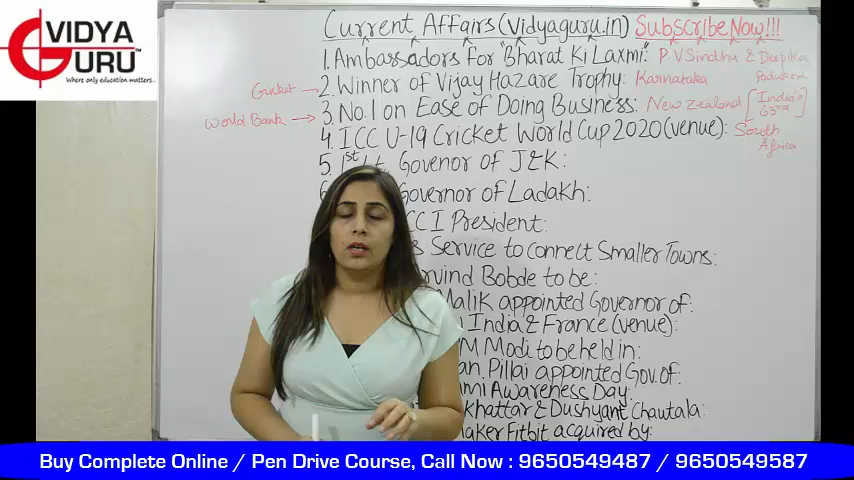 VIDYA
GURU
TM
Where only education matters...
Current Affairs (Vidyaguru.in) Subscribe Now!!!
1. Ambassadors for "Bharat Ki Laxmi": P.V Sindhu & Deepika Padukone
Cricket → 2. Winner of Vijay Hazare Trophy: Karnataka
World Bank → 3. No.1 on Ease of Doing Business: New Zealand [India's 63rd]
4. ICC U-19 Cricket World Cup 2020 (venue): South Africa
5. 1st Lt. Govenor of J&K:
6. Governor of Ladakh:
CI President:
Service to connect Smaller Towns:
rvind Bobde to be:
Malik appointed Governor of:
India & France (venue):
M Modi to be held in:
an. Pillai appointed Gov. of:
Awareness Day:
khattar & Dushyant Chautala:
maker Fitbit acquired by:
Buy Complete Online / Pen Drive Course, Call Now : 9650549487 / 9650549587